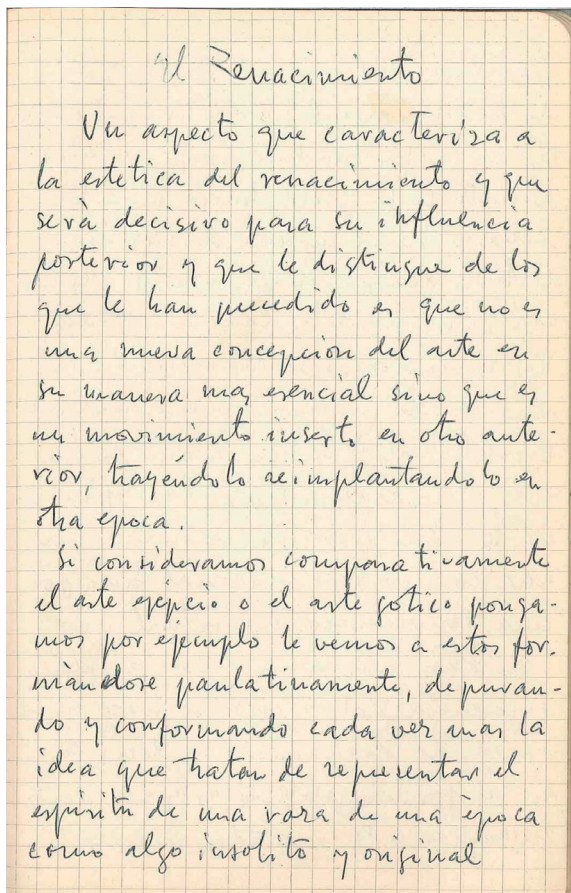 El Renacimiento
Un aspecto que caracteriza a
la estetica del renacimiento y que
será decisivo para su influencia
posterior y que le distingue de los
que le han precedido es que no es
una nueva concepcion del arte en
su manera mas esencial sino que es
un movimiento inserto en otro ante-
rior, trayéndolo reimplantandolo en
otra epoca.
Si consideramos comparativamente
el arte egipcio o el arte gotico ponga-
mos por ejemplo le vemos a estos for-
mándose paulatinamente, depuran-
do y conformando cada vez mas la
idea que tratan de representar el
espiritu de una raza de una época
como algo insolito y original